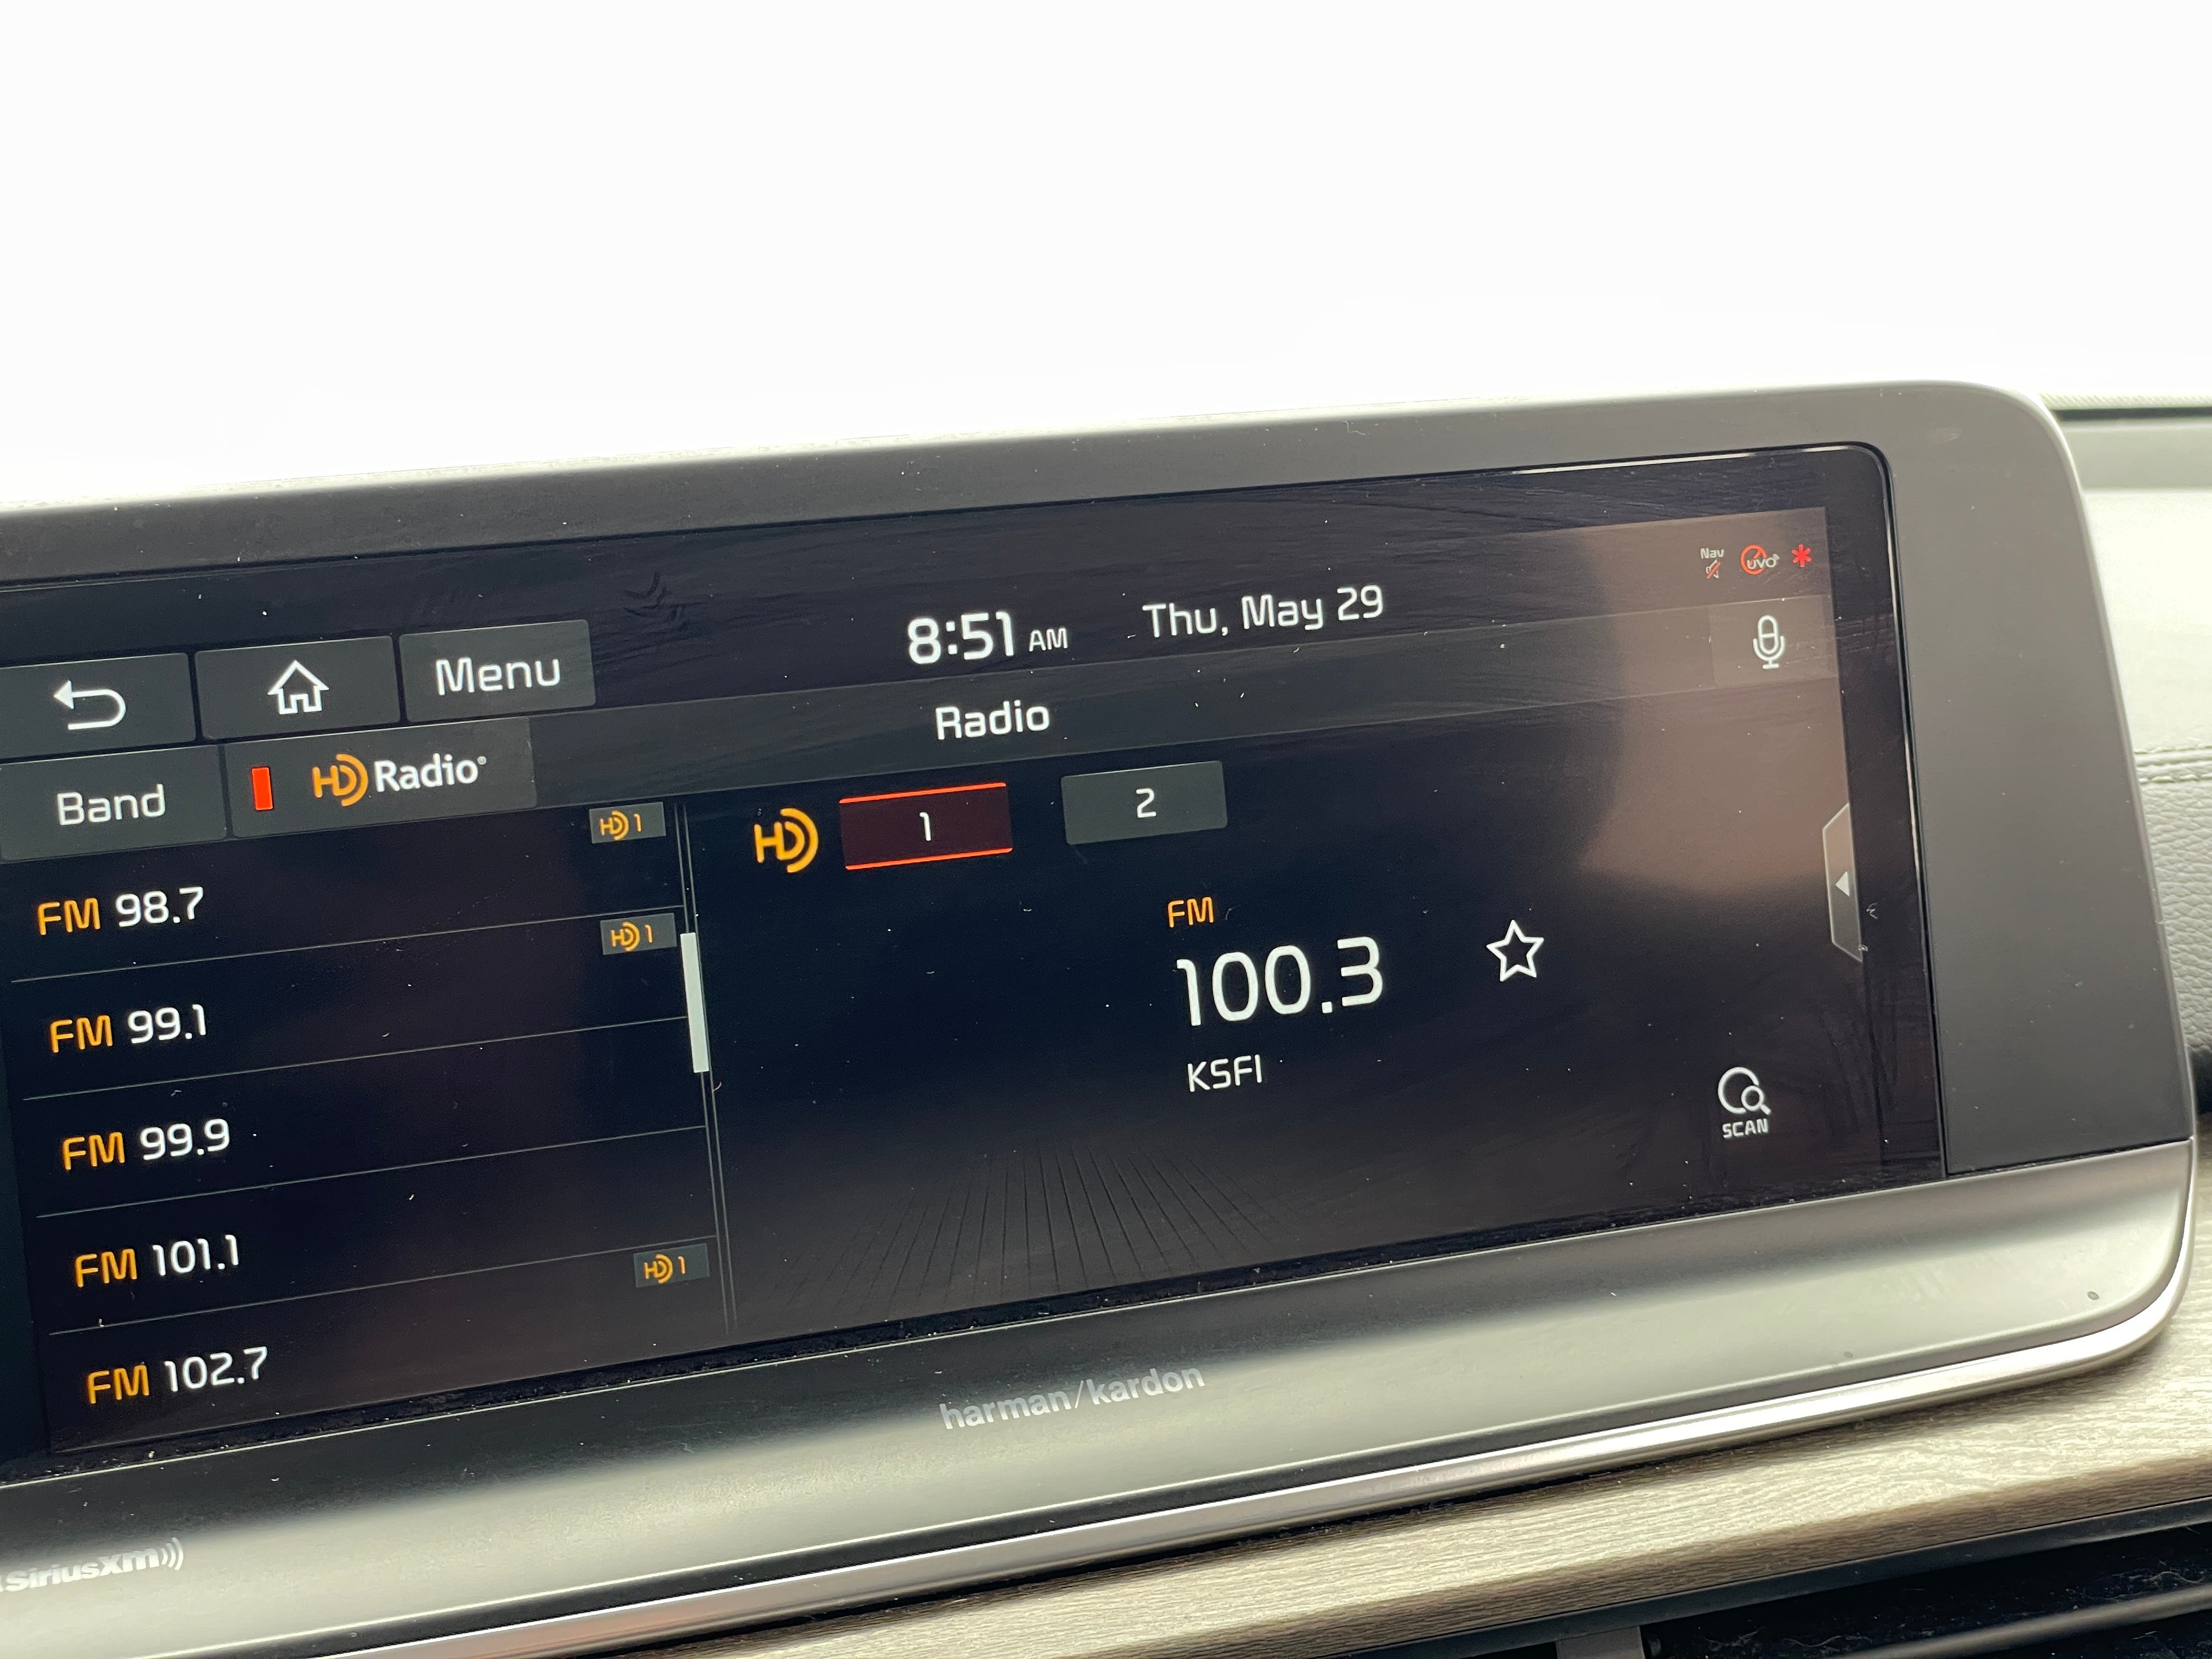 8:51 AM Thu, May 29
Nav UVO
Menu
Radio
Band
HD Radio®
HD 1
HD 1 2
FM 98.7
HD 1
FM
100.3
KSFI
FM 99.1
FM 99.9
SCAN
FM 101.1
HD 1
FM 102.7
harman/kardon
SiriusXM